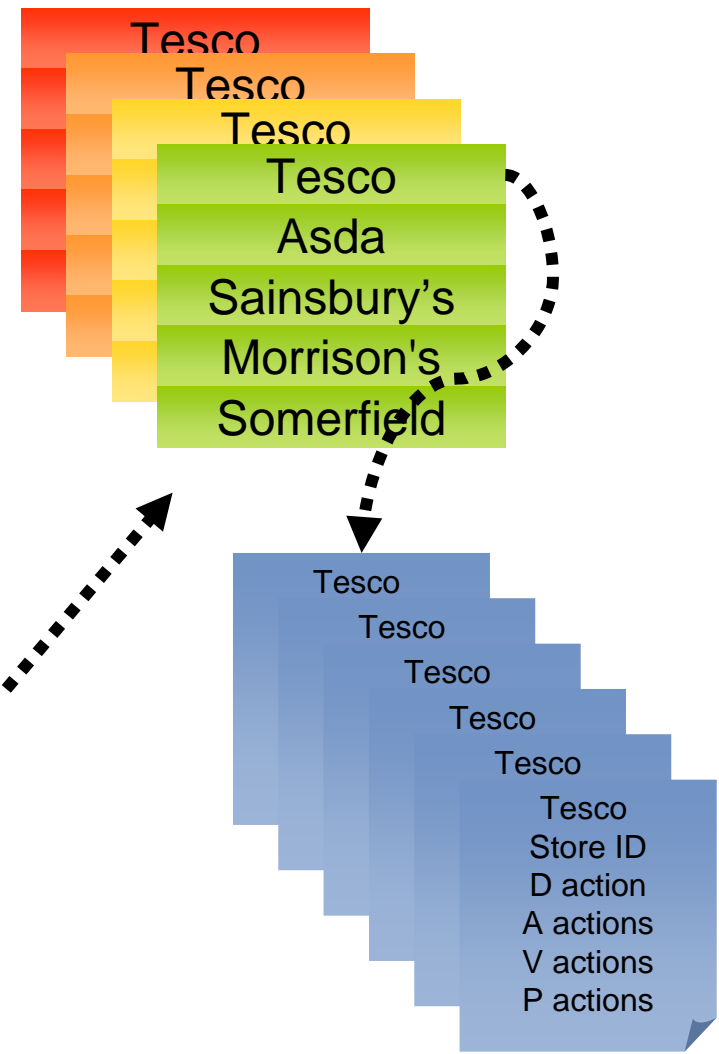 Tesco
Tesco
Tesco
Tesco
Asda
Sainsbury’s
Morrison's
Somerfield
Tesco
Tesco
Tesco
Tesco
Tesco
Tesco
Store ID
D action
A actions
V actions
P actions